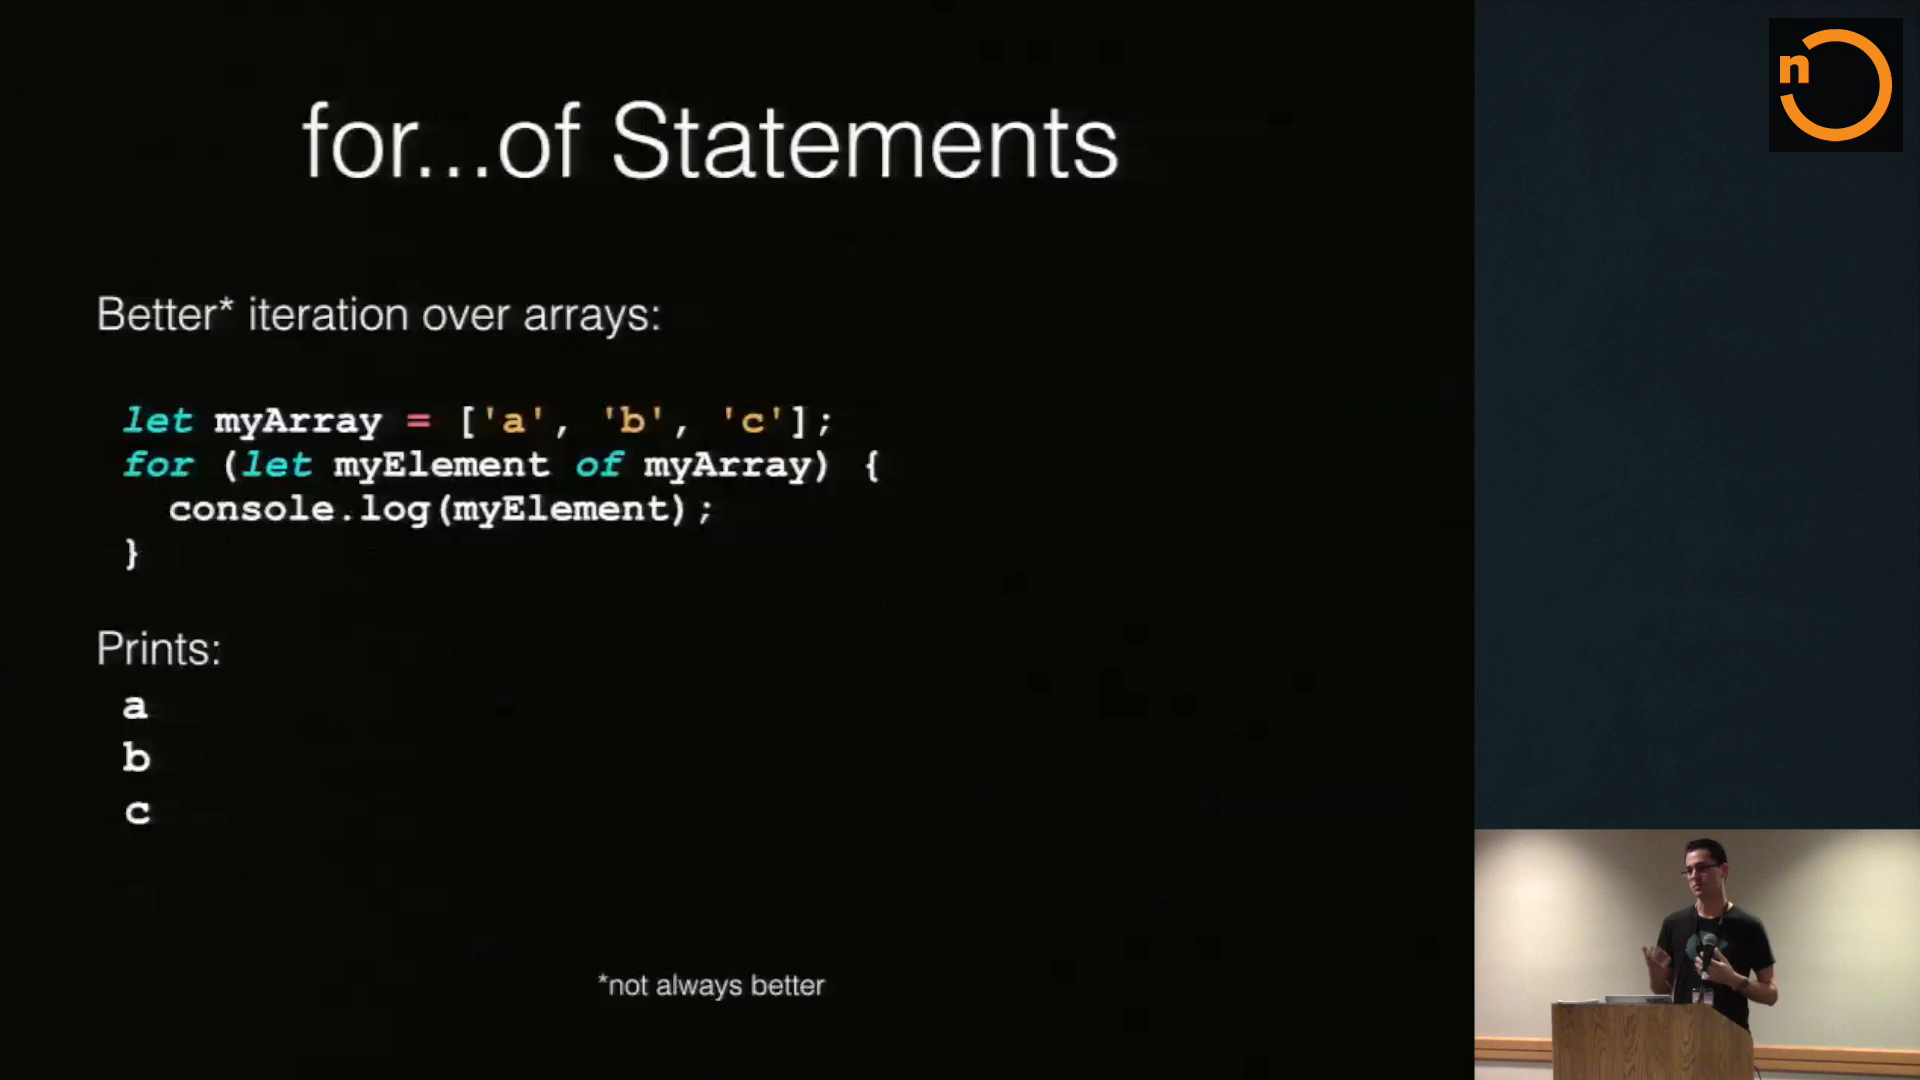 n
for...of Statements
Better* iteration over arrays:
let myArray = ['a', 'b', 'c'];
for (let myElement of myArray) {
  console.log(myElement);
}
Prints:
a
b
c
*not always better